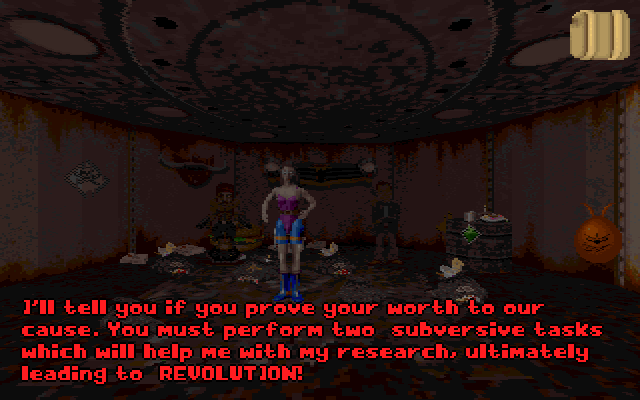 I'll tell you if you prove your worth to our
cause. You must perform two  subversive tasks
which will help me with my research, ultimately
leading to  REVOLUTION!